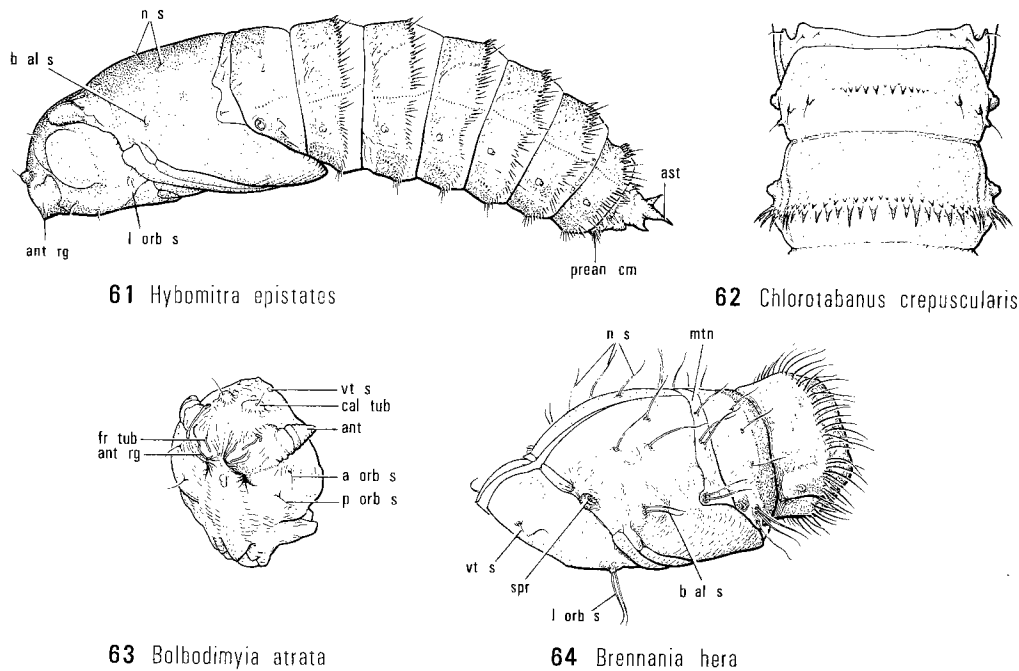 n s
b al s
ast
l orb s
ant rg
prean cm
61 Hybomitra epistates
62 Chlorotabanus crepuscularis
n s
mtn
vt s
cal tub
ant
fr tub
ant rg
a orb s
p orb s
vt s
spr
b al s
l orb s
63 Bolbodimyia atrata
64 Brennania hera